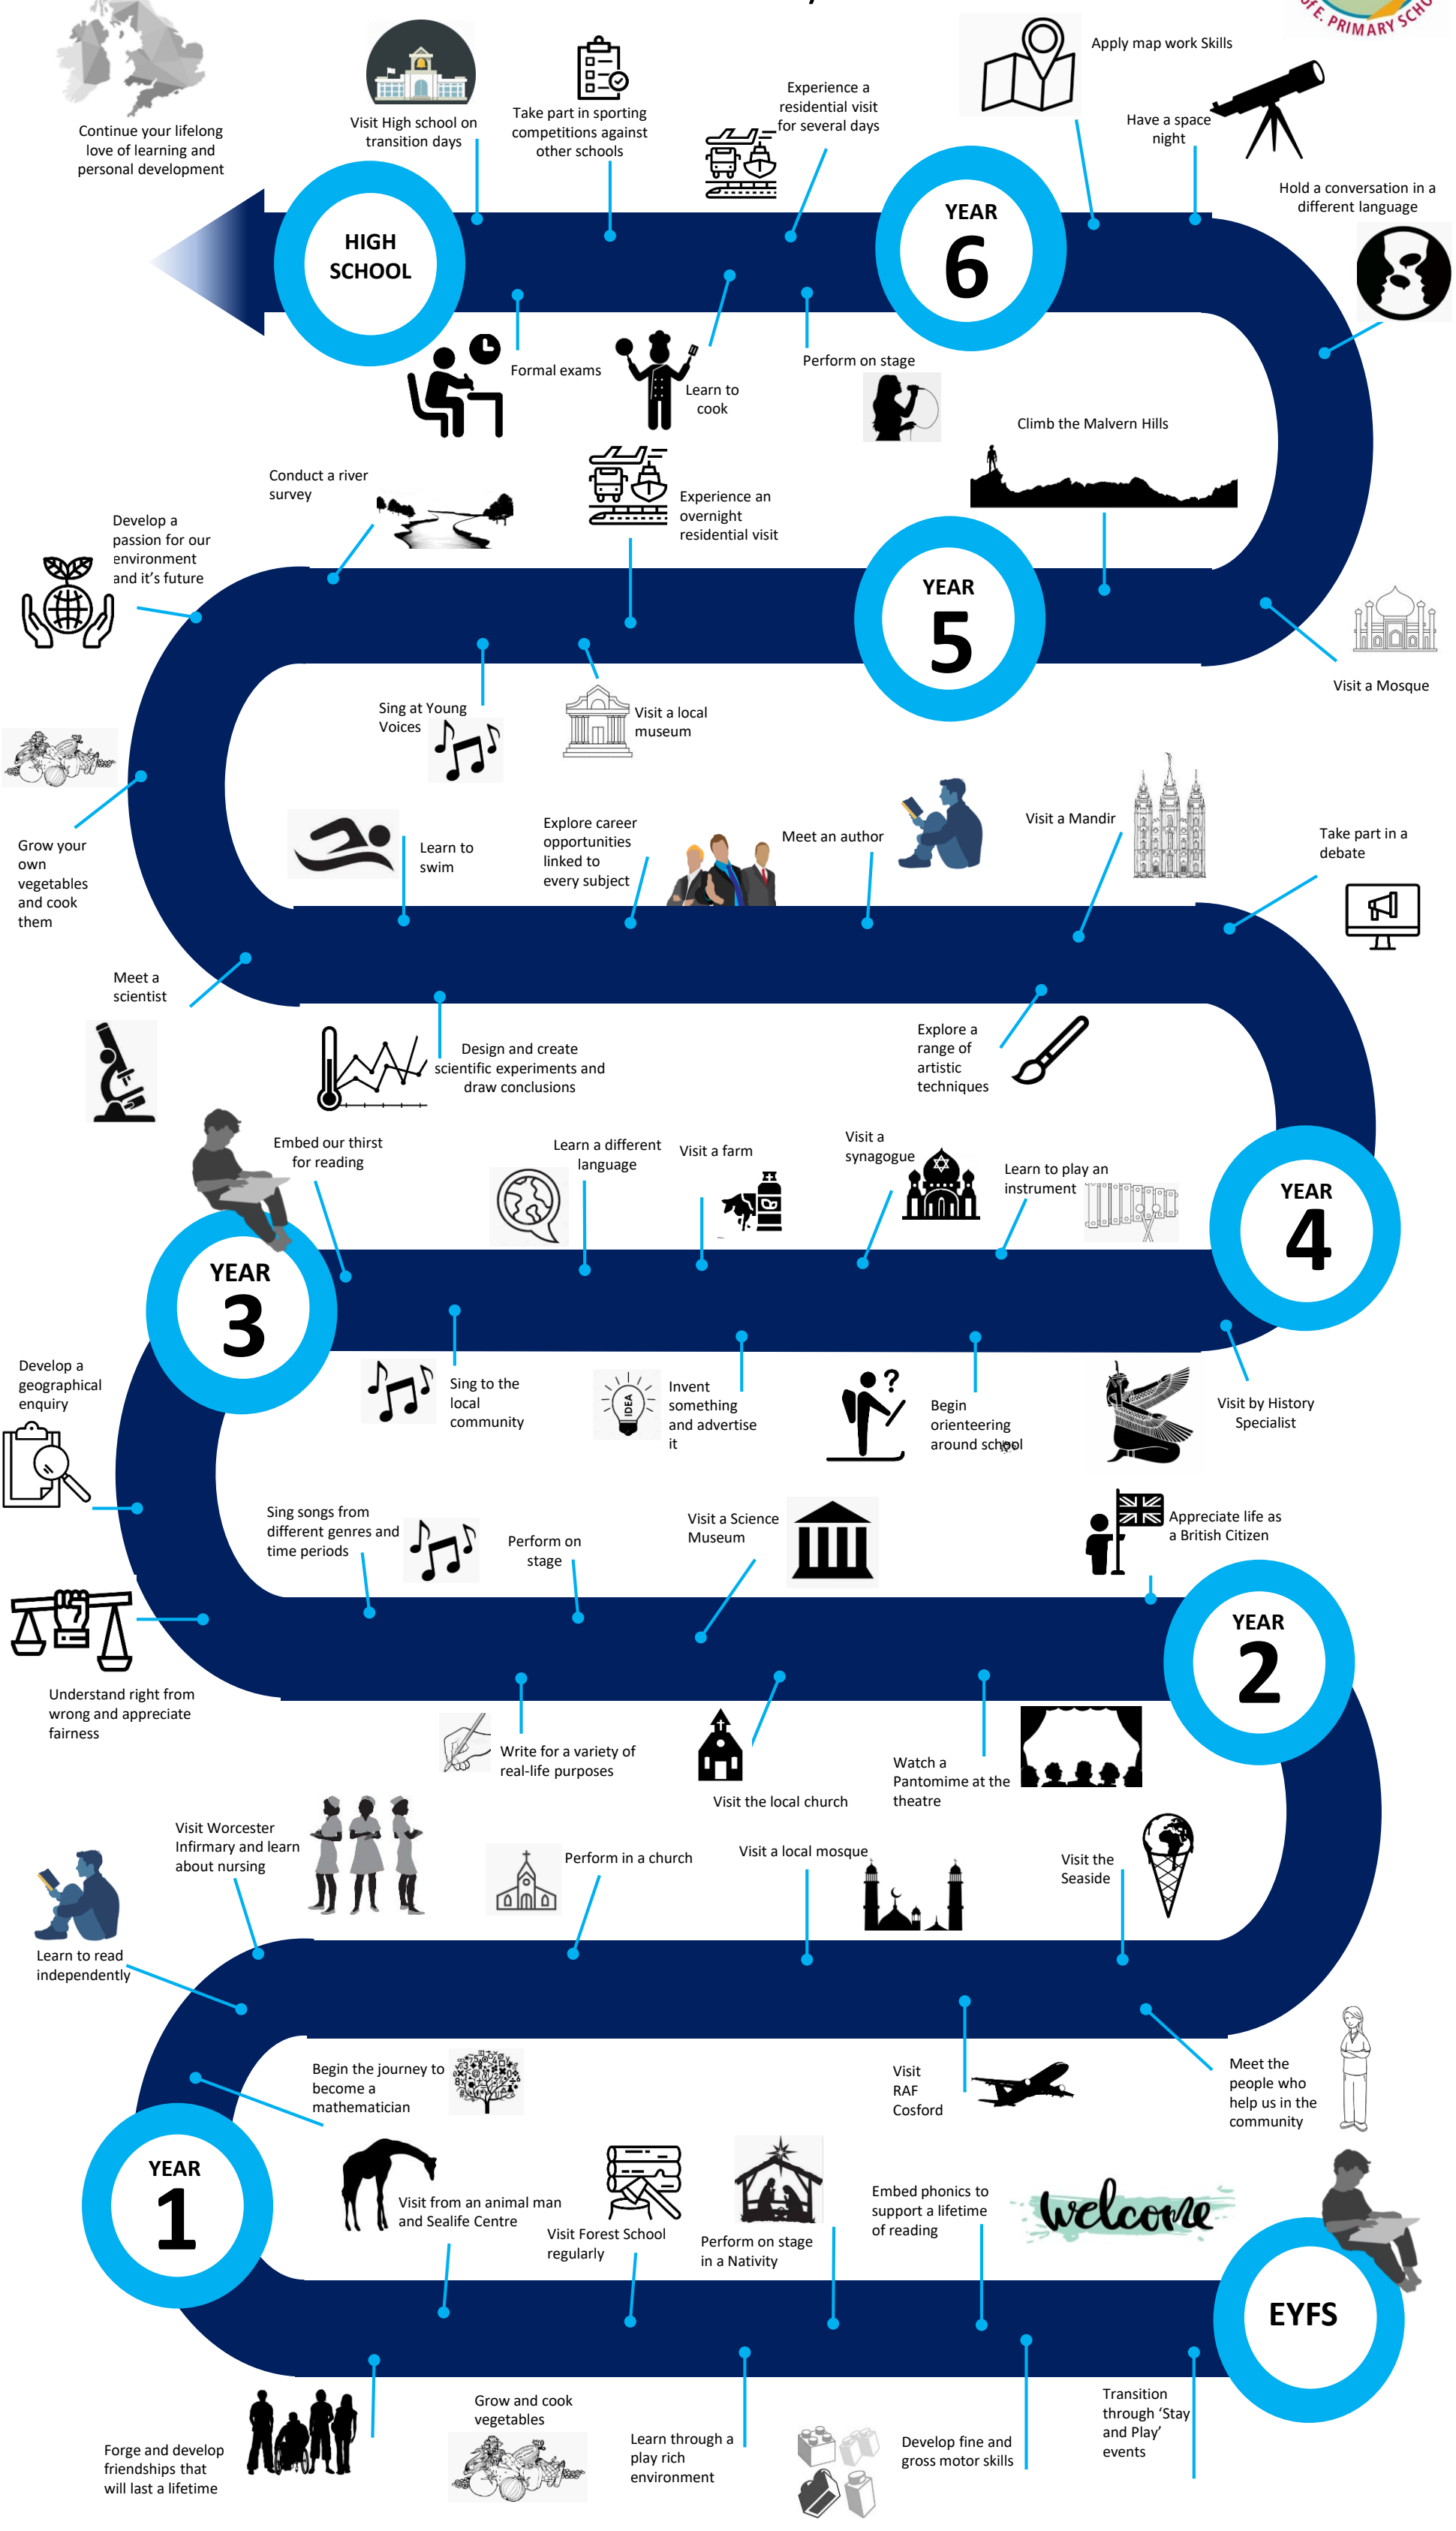 of E. PRIMARY SCHO
Continue your lifelong
love of learning and
personal development
Visit High school on
transition days
Take part in sporting
competitions against
other schools
Experience a
residential visit
for several days
Apply map work Skills
Have a space
night
Hold a conversation in a
different language
HIGH
SCHOOL
YEAR
6
Formal exams
Learn to
cook
Perform on stage
Climb the Malvern Hills
Conduct a river
survey
Experience an
overnight
residential visit
Develop a
passion for our
environment
and it's future
YEAR
5
Visit a Mosque
Sing at Young
Voices
Visit a local
museum
Grow your
own
vegetables
and cook
them
Learn to
swim
Explore career
opportunities
linked to
every subject
Meet an author
Visit a Mandir
Take part in a
debate
Meet a
scientist
Design and create
scientific experiments and
draw conclusions
Explore a
range of
artistic
techniques
Embed our thirst
for reading
Learn a different
language
Visit a farm
Visit a
synagogue
Learn to play an
instrument
YEAR
4
YEAR
3
Develop a
geographical
enquiry
Sing to the
local
community
IDEA
Invent
something
and advertise
it
?
Begin
orienteering
around school
Visit by History
Specialist
Sing songs from
different genres and
time periods
Perform on
stage
Visit a Science
Museum
Appreciate life as
a British Citizen
YEAR
2
Understand right from
wrong and appreciate
fairness
Write for a variety of
real-life purposes
Visit the local church
Watch a
Pantomime at the
theatre
Visit Worcester
Infirmary and learn
about nursing
Perform in a church
Visit a local mosque
Visit the
Seaside
Learn to read
independently
Begin the journey to
become a
mathematician
Visit
RAF
Cosford
Meet the
people who
help us in the
community
YEAR
1
Visit from an animal man
and Sealife Centre
Visit Forest School
regularly
Perform on stage
in a Nativity
Embed phonics to
support a lifetime
of reading
welcome
EYFS
Forge and develop
friendships that
will last a lifetime
Grow and cook
vegetables
Learn through a
play rich
environment
Develop fine and
gross motor skills
Transition
through 'Stay
and Play'
events